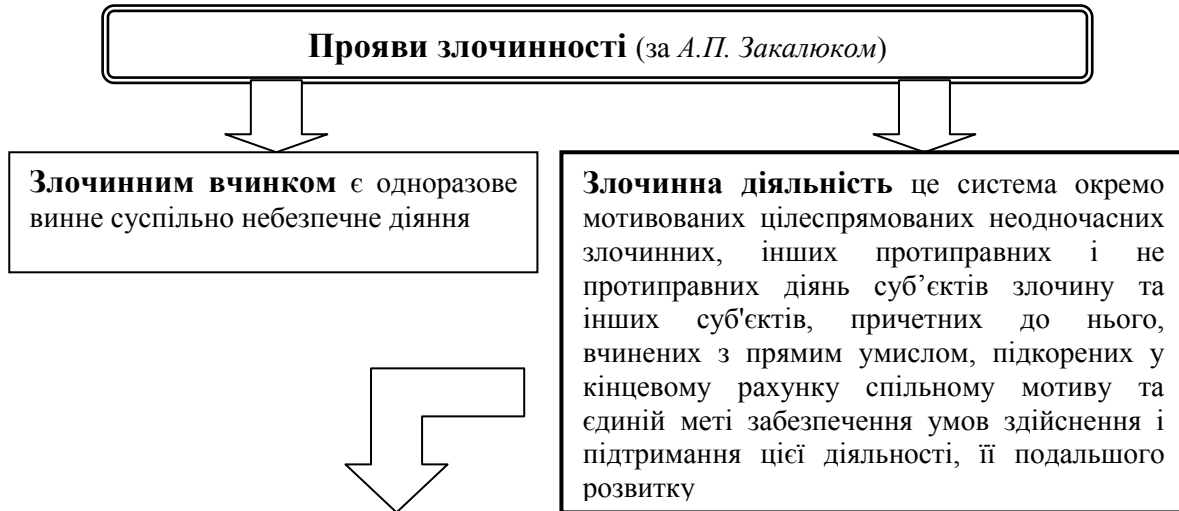 Прояви злочинності (за А.П. Закалюком)
Злочинним вчинком є одноразове
винне суспільно небезпечне діяння
Злочинна діяльність це система окремо
мотивованих цілеспрямованих неодночасних
злочинних, інших протиправних і не
протиправних діянь суб’єктів злочину та
інших суб'єктів, причетних до нього,
вчинених з прямим умислом, підкорених у
кінцевому рахунку спільному мотиву та
єдиній меті забезпечення умов здійснення і
підтримання цієї діяльності, її подальшого
розвитку